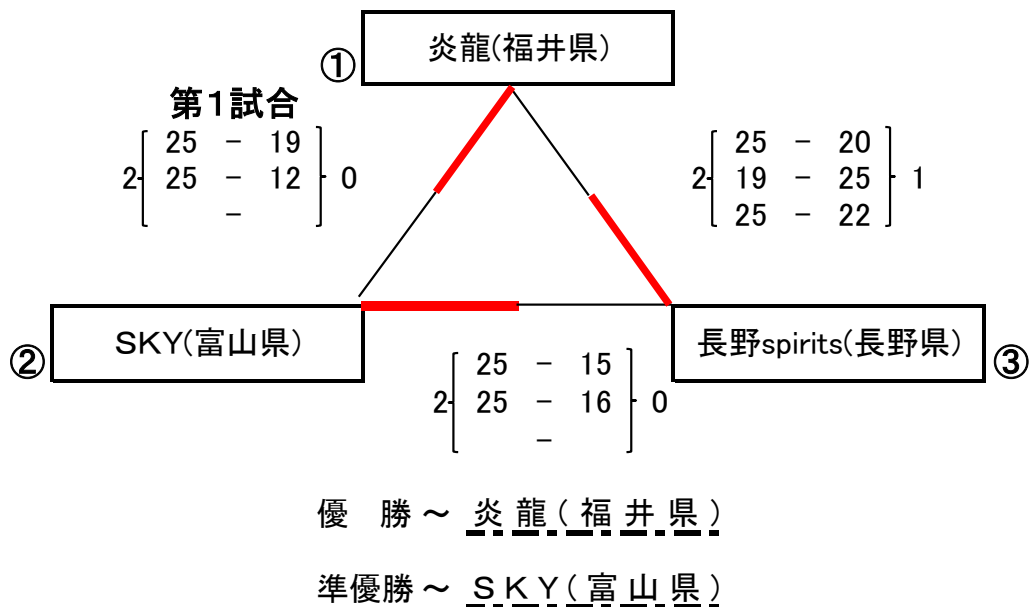 ① 炎龍(福井県)
第1試合
25 － 19
2 25 － 12 0
－
25 － 20
2 19 － 25 1
25 － 22
② SKY(富山県)
長野spirits(長野県) ③
25 － 15
2 25 － 16 0
－
優 勝～ 炎龍(福井県)
準優勝～ SKY(富山県)